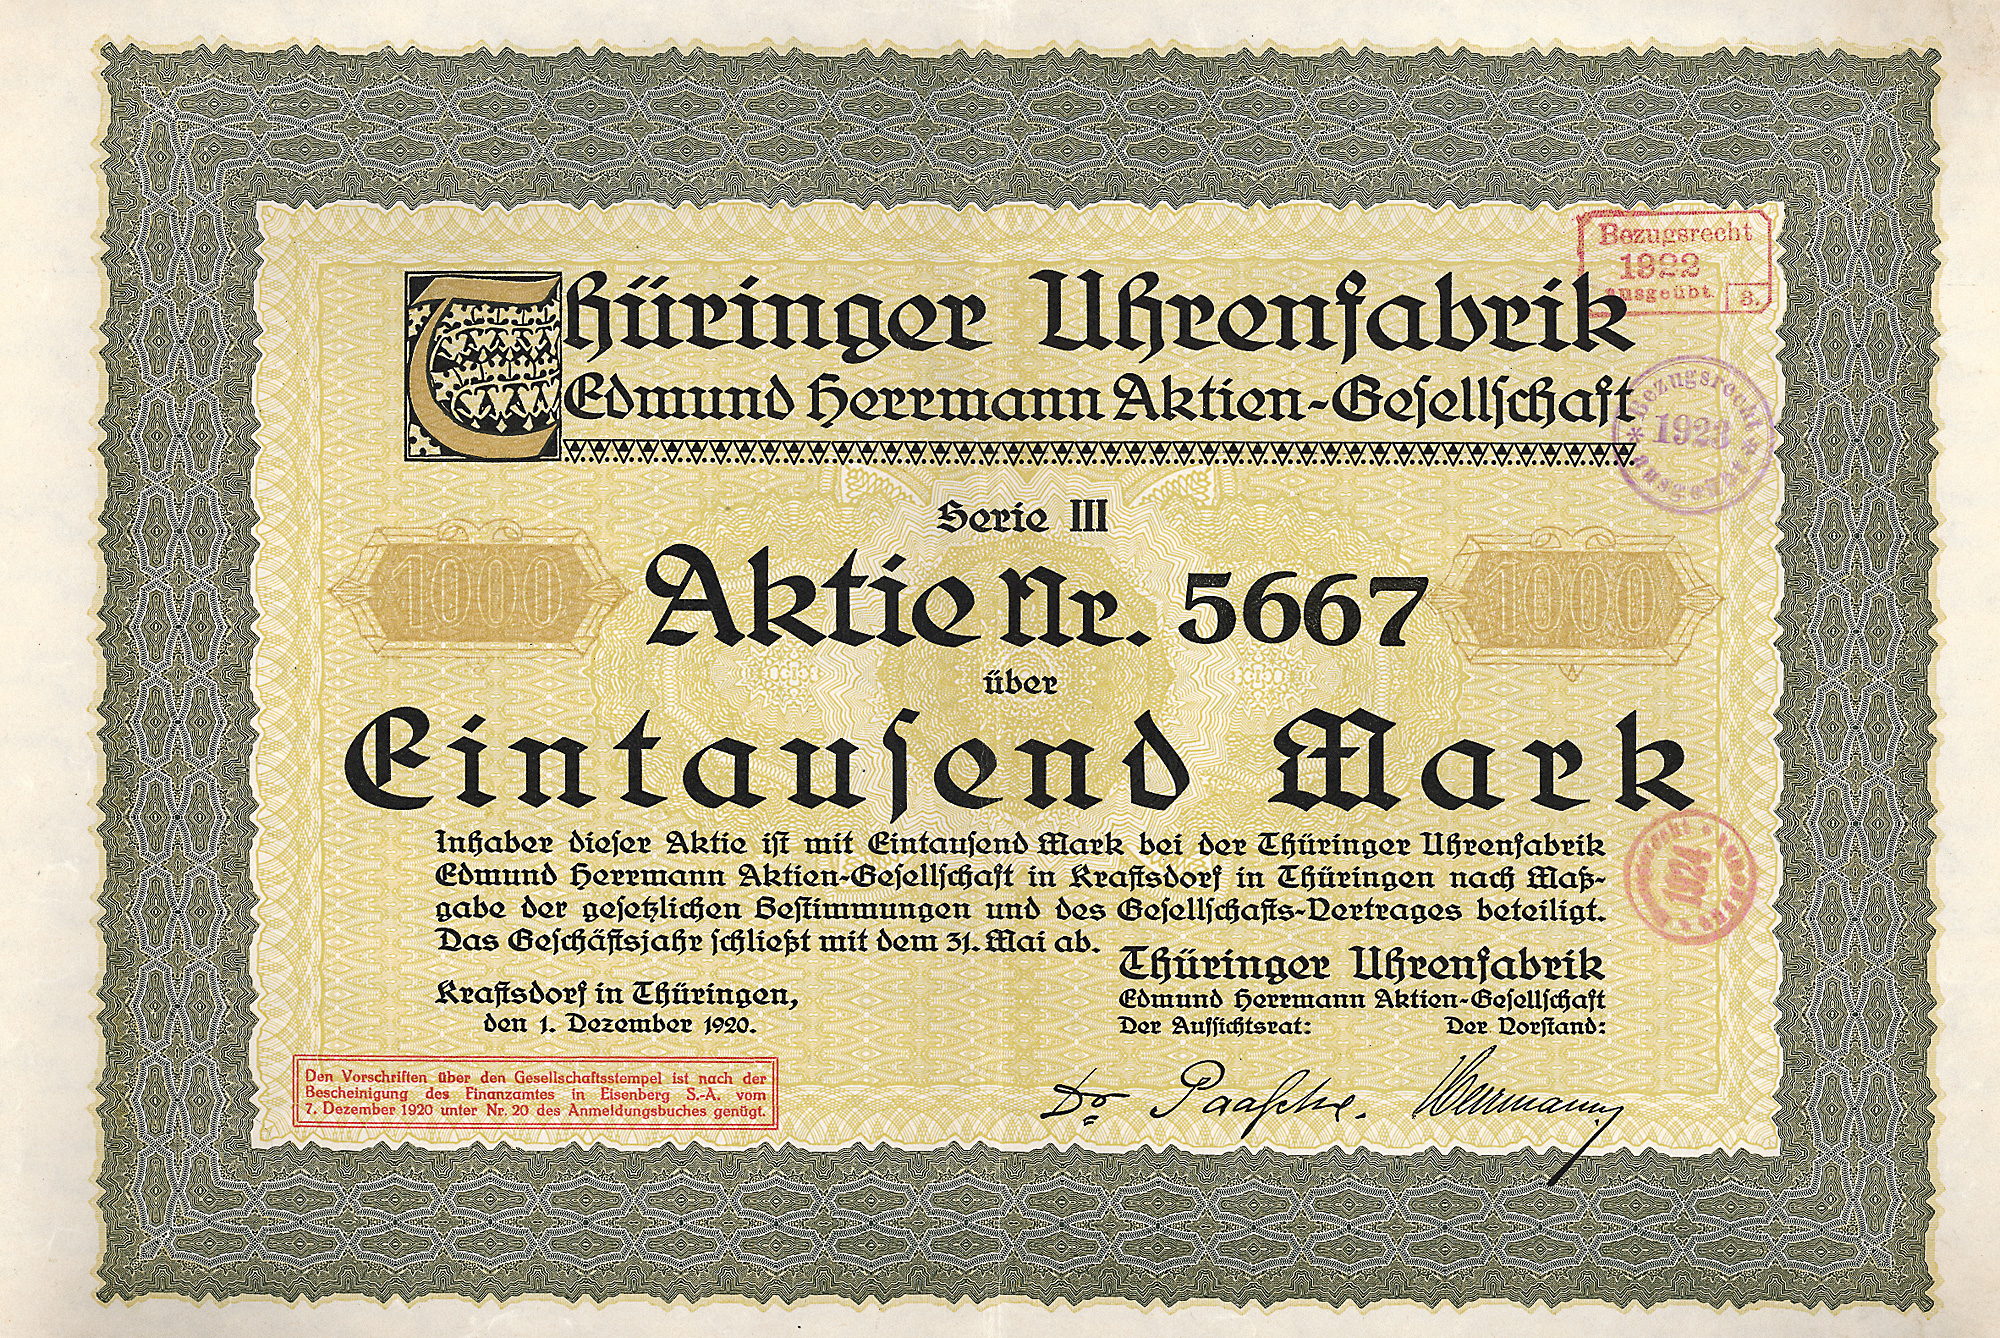 Thüringer Uhrenfabrik
Edmund Herrmann Aktien-Gesellschaft
Bezugsrecht
1922
ausgeübt. 3.
Bezugsrecht
* 1923 *
ausgeübt
Serie III
1000
Aktie Nr. 5667
1000
über
Eintausend Mark
Inhaber dieser Aktie ist mit Eintausend Mark bei der Thüringer Uhrenfabrik
Edmund Herrmann Aktien-Gesellschaft in Kraftsdorf in Thüringen nach Maß-
gabe der gesetzlichen Bestimmungen und des Gesellschafts-Vertrages beteiligt.
Das Geschäftsjahr schließt mit dem 31. Mai ab.
1924
Kraftsdorf in Thüringen,
den 1. Dezember 1920.
Thüringer Uhrenfabrik
Edmund Herrmann Aktien-Gesellschaft
Der Aufsichtsrat: Der Vorstand:
Dr Paasche. Herrmann
Den Vorschriften über den Gesellschaftsstempel ist nach der
Bescheinigung des Finanzamtes in Eisenberg S.-A. vom
7. Dezember 1920 unter Nr. 20 des Anmeldungsbuches genügt.